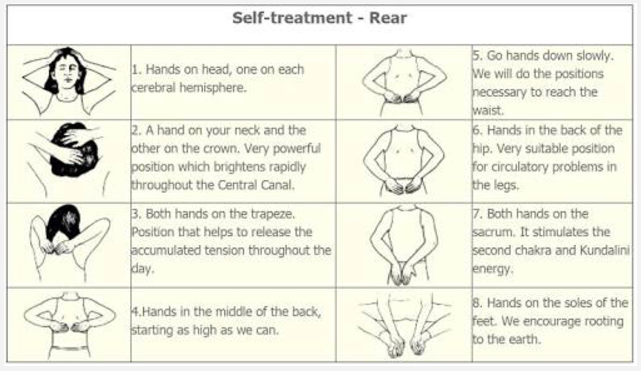 Self-treatment - Rear
1. Hands on head, one on each
cerebral hemisphere.
2. A hand on your neck and the
other on the crown. Very powerful
position which brightens rapidly
throughout the Central Canal.
3. Both hands on the trapeze.
Position that helps to release the
accumulated tension throughout the
day.
4.Hands in the middle of the back,
starting as high as we can.
5. Go hands down slowly.
We will do the positions
necessary to reach the
waist.
6. Hands in the back of the
hip. Very suitable position
for circulatory problems in
the legs.
7. Both hands on the
sacrum. It stimulates the
second chakra and Kundalini
energy.
8. Hands on the soles of the
feet. We encourage rooting
to the earth.